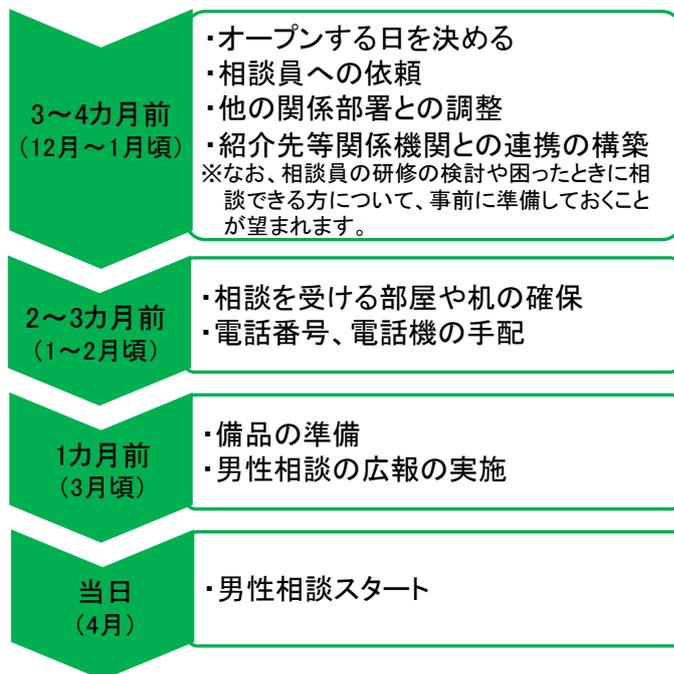 3～4カ月前
（12月～1月頃）
・オープンする日を決める
・相談員への依頼
・他の関係部署との調整
・紹介先等関係機関との連携の構築
※なお、相談員の研修の検討や困ったときに相
談できる方について、事前に準備しておくこと
が望まれます。
2～3カ月前
（1～2月頃）
・相談を受ける部屋や机の確保
・電話番号、電話機の手配
1カ月前
（3月頃）
・備品の準備
・男性相談の広報の実施
当日
（4月）
・男性相談スタート